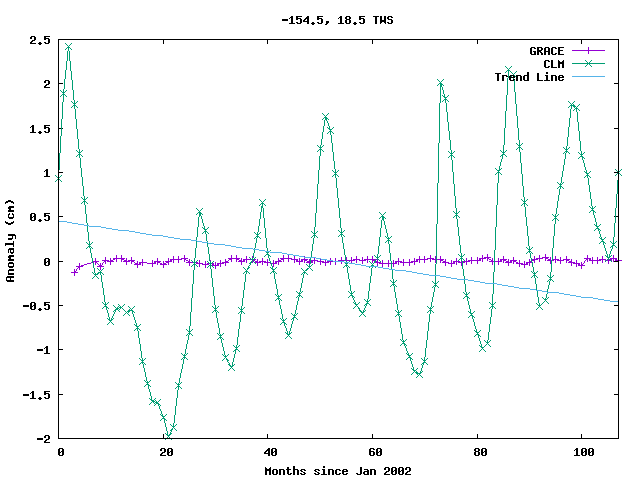 -154.5, 18.5 TWS
GRACE
CLM
Trend Line
Anomaly (cm)
2.5
2
1.5
1
0.5
0
-0.5
-1
-1.5
-2
0 20 40 60 80 100
Months since Jan 2002